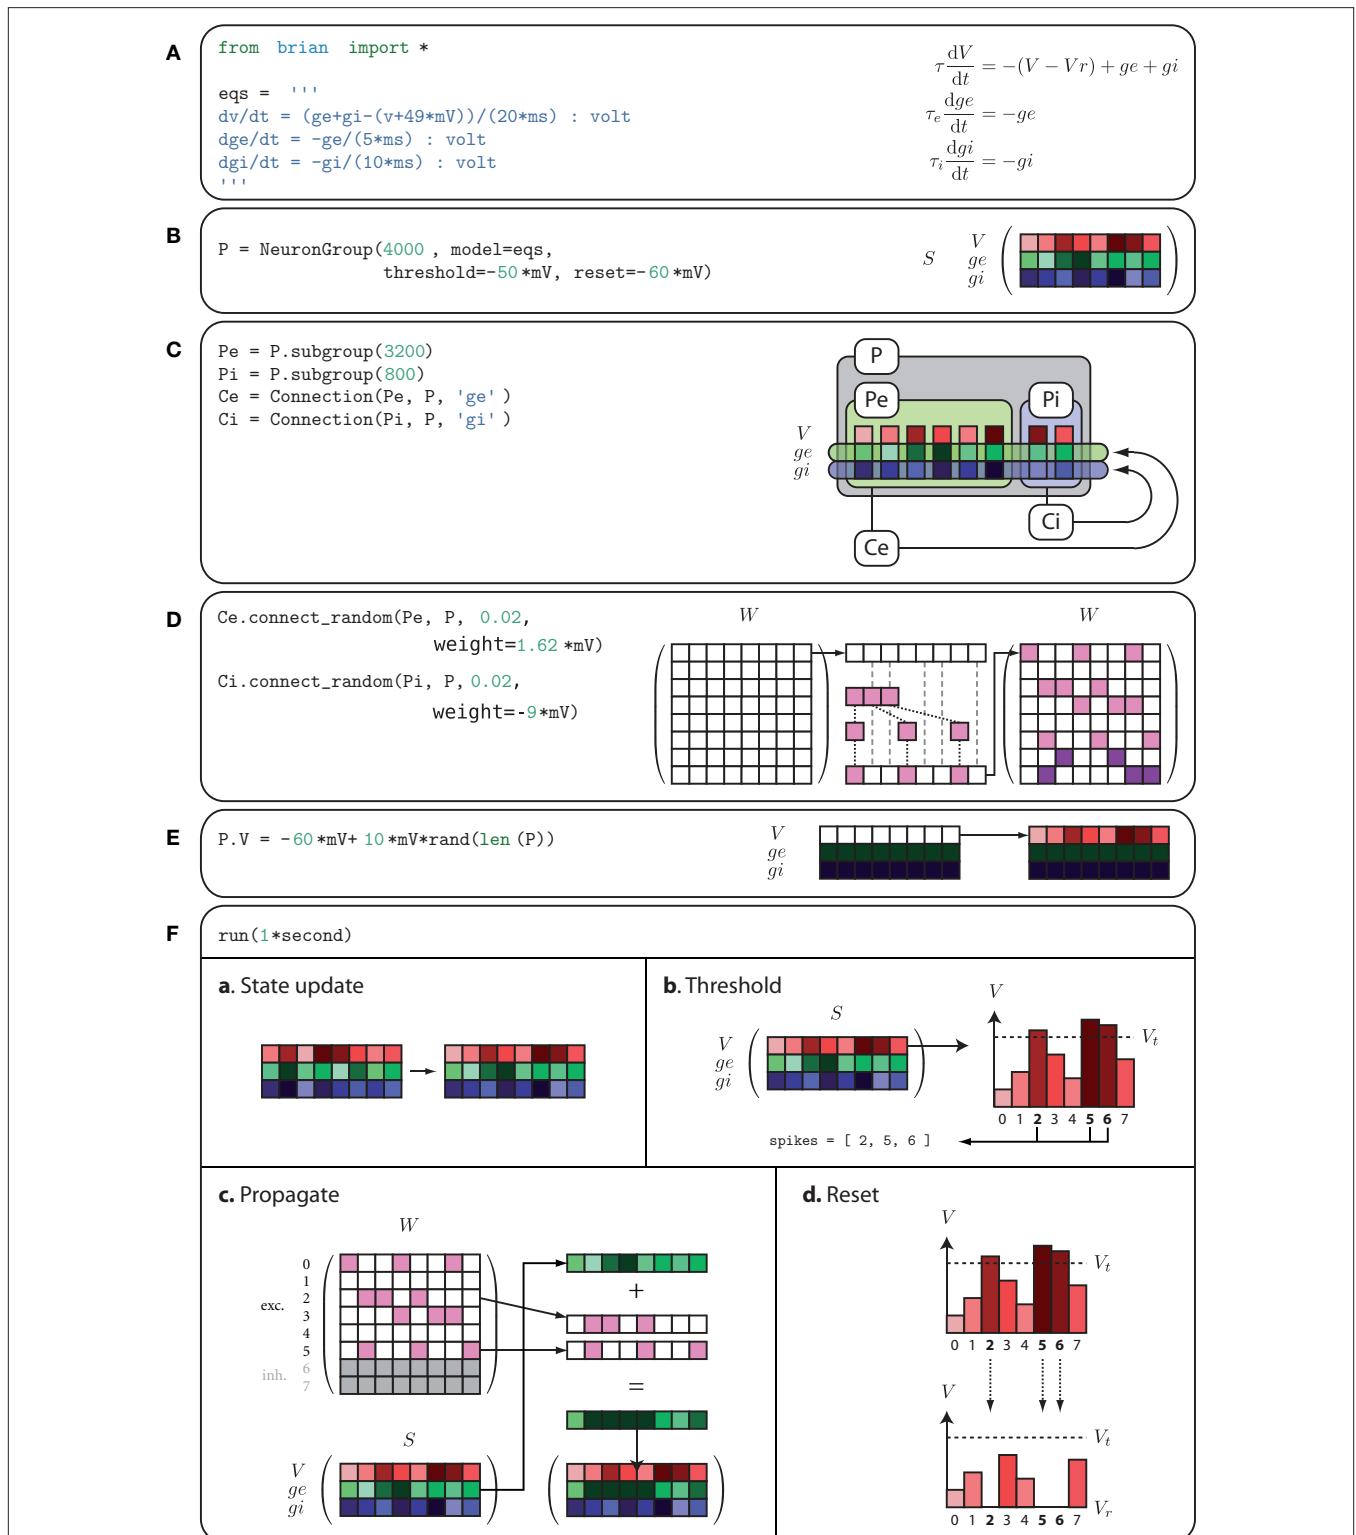 A
from brian import *
eqs = '''
dv/dt = (ge+gi-(v+49*mV))/(20*ms) : volt
dge/dt = -ge/(5*ms) : volt
dgi/dt = -gi/(10*ms) : volt
'''
τ dV/dt = −(V − Vr) + ge + gi
τe dge/dt = −ge
τi dgi/dt = −gi
B
P = NeuronGroup(4000 , model=eqs,
threshold=-50*mV, reset=-60*mV)
S
V
ge
gi
C
Pe = P.subgroup(3200)
Pi = P.subgroup(800)
Ce = Connection(Pe, P, 'ge' )
Ci = Connection(Pi, P, 'gi' )
P
Pe
Pi
V
ge
gi
Ci
Ce
D
Ce.connect_random(Pe, P, 0.02,
weight=1.62 *mV)
Ci.connect_random(Pi, P, 0.02,
weight=-9*mV)
W
W
E
P.V = -60*mV+ 10*mV*rand(len (P))
V
ge
gi
F
run(1*second)
a. State update
b. Threshold
S
V
ge
gi
V
Vt
0 1 2 3 4 5 6 7
spikes = [ 2, 5, 6 ]
c. Propagate
W
0
1
exc. 2
3
4
5
inh. 6
7
+
=
S
V
ge
gi
d. Reset
V
Vt
0 1 2 3 4 5 6 7
V
Vt
Vr
0 1 2 3 4 5 6 7